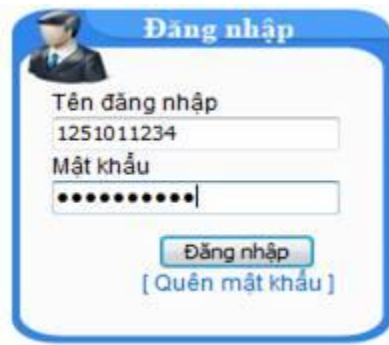 Đăng nhập
Tên đăng nhập
1251011234
Mật khẩu
●●●●●●●●●●
Đăng nhập
[ Quên mật khẩu ]